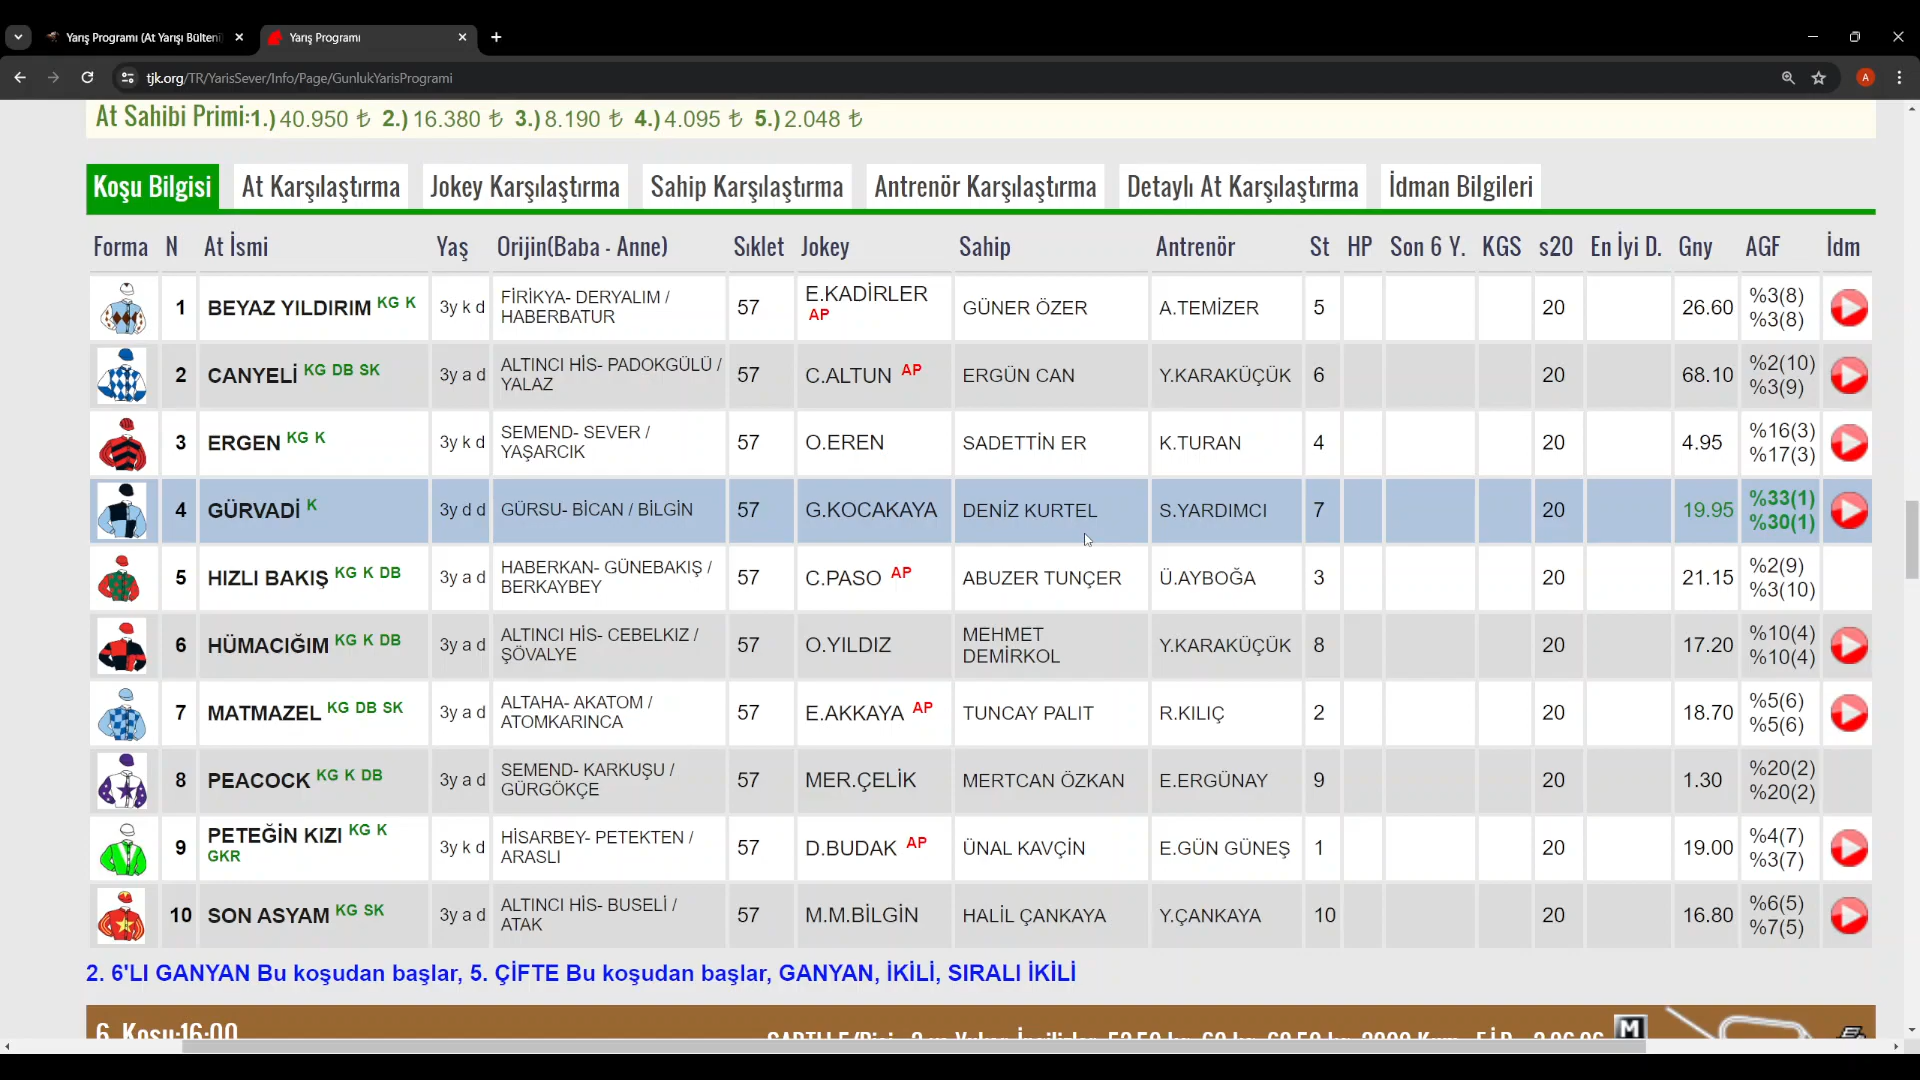 Yarış Programı (At Yarışı Bülteni
Yarış Programı
tjk.org/TR/YarisSever/Info/Page/GunlukYarisProgrami
A
At Sahibi Primi:1.) 40.950 ₺ 2.) 16.380 ₺ 3.) 8.190 ₺ 4.) 4.095 ₺ 5.) 2.048 ₺
Koşu Bilgisi At Karşılaştırma Jokey Karşılaştırma Sahip Karşılaştırma Antrenör Karşılaştırma Detaylı At Karşılaştırma İdman Bilgileri
Forma N At İsmi Yaş Orijin(Baba - Anne) Sıklet Jokey Sahip Antrenör St HP Son 6 Y. KGS s20 En İyi D. Gny AGF İdm
1 BEYAZ YILDIRIM KG K 3y k d FİRİKYA- DERYALIM / HABERBATUR 57 E.KADİRLER AP GÜNER ÖZER A.TEMİZER 5 20 26.60 %3(8) %3(8)
2 CANYELİ KG DB SK 3y a d ALTINCI HİS- PADOKGÜLÜ / YALAZ 57 C.ALTUN AP ERGÜN CAN Y.KARAKÜÇÜK 6 20 68.10 %2(10) %3(9)
3 ERGEN KG K 3y k d SEMEND- SEVER / YAŞARCIK 57 O.EREN SADETTİN ER K.TURAN 4 20 4.95 %16(3) %17(3)
4 GÜRVADİ K 3y d d GÜRSU- BİCAN / BİLGİN 57 G.KOCAKAYA DENİZ KURTEL S.YARDIMCI 7 20 19.95 %33(1) %30(1)
5 HIZLI BAKIŞ KG K DB 3y a d HABERKAN- GÜNEBAKIŞ / BERKAYBEY 57 C.PASO AP ABUZER TUNÇER Ü.AYBOĞA 3 20 21.15 %2(9) %3(10)
6 HÜMACIĞIM KG K DB 3y a d ALTINCI HİS- CEBELKIZ / ŞÖVALYE 57 O.YILDIZ MEHMET DEMİRKOL Y.KARAKÜÇÜK 8 20 17.20 %10(4) %10(4)
7 MATMAZEL KG DB SK 3y a d ALTAHA- AKATOM / ATOMKARINCA 57 E.AKKAYA AP TUNCAY PALIT R.KILIÇ 2 20 18.70 %5(6) %5(6)
8 PEACOCK KG K DB 3y a d SEMEND- KARKUŞU / GÜRGÖKÇE 57 MER.ÇELİK MERTCAN ÖZKAN E.ERGÜNAY 9 20 1.30 %20(2) %20(2)
9 PETEĞİN KIZI KG K GKR 3y k d HİSARBEY- PETEKTEN / ARASLI 57 D.BUDAK AP ÜNAL KAVÇİN E.GÜN GÜNEŞ 1 20 19.00 %4(7) %3(7)
10 SON ASYAM KG SK 3y a d ALTINCI HİS- BUSELİ / ATAK 57 M.M.BİLGİN HALİL ÇANKAYA Y.ÇANKAYA 10 20 16.80 %6(5) %7(5)
2. 6'LI GANYAN Bu koşudan başlar, 5. ÇİFTE Bu koşudan başlar, GANYAN, İKİLİ, SIRALI İKİLİ
6. Koşu:16:00 M